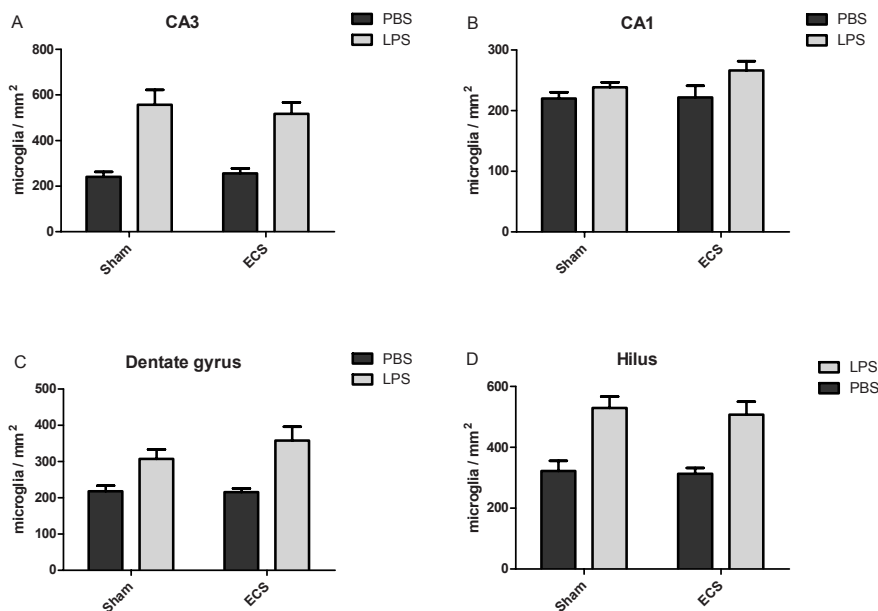 A
CA3
PBS
LPS
microglia / mm²
800
600
400
200
0
Sham
ECS
B
CA1
PBS
LPS
microglia / mm²
300
200
100
0
Sham
ECS
C
Dentate gyrus
PBS
LPS
microglia / mm²
500
400
300
200
100
0
Sham
ECS
D
Hilus
LPS
PBS
microglia / mm²
600
400
200
0
Sham
ECS